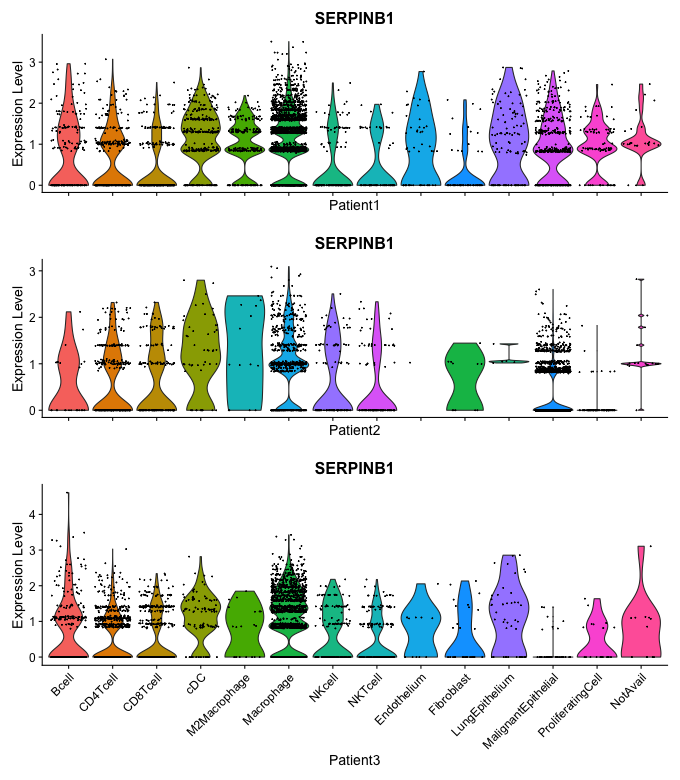 SERPINB1
Expression Level
3
2
1
0
Patient1
SERPINB1
Expression Level
3
2
1
0
Patient2
SERPINB1
Expression Level
4
3
2
1
0
Bcell
CD4Tcell
CD8Tcell
cDC
M2Macrophage
Macrophage
NKcell
NKTcell
Endothelium
Fibroblast
LungEpithelium
MalignantEpithelial
ProliferatingCell
NotAvail
Patient3